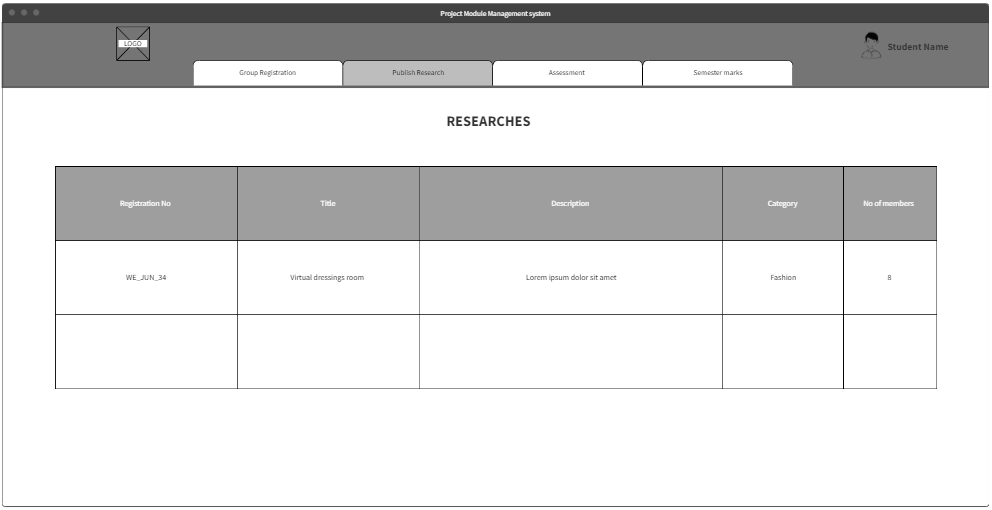 Project Module Management system
LOGO
Student Name
Group Registration
Publish Research
Assessment
Semester marks
RESEARCHES
Registration No
Title
Description
Category
No of members
WE_JUN_34
Virtual dressings room
Lorem ipsum dolor sit amet
Fashion
8